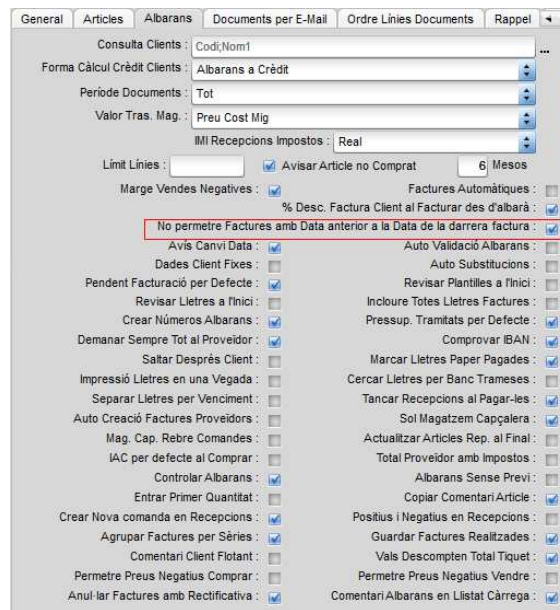 General Articles Albarans Documents per E-Mail Ordre Línies Documents Rappel
Consulta Clients : Codi;Nom1 ...
Forma Càlcul Crèdit Clients : Albarans a Crèdit
Període Documents : Tot
Valor Tras. Mag. : Preu Cost Mig
IMI Recepcions Impostos : Real
Límit Línies : Avisar Article no Comprat 6 Mesos
Marge Vendes Negatives : Factures Automàtiques :
% Desc. Factura Client al Facturar des d'albarà :
No permetre Factures amb Data anterior a la Data de la darrera factura :
Avís Canvi Data : Auto Validació Albarans :
Dades Client Fixes : Auto Substitucions :
Pendent Facturació per Defecte : Revisar Plantilles a l'Inici :
Revisar Lletres a l'Inici : Incloure Totes Lletres Factures :
Crear Números Albarans : Pressup. Tramitats per Defecte :
Demanar Sempre Tot al Proveïdor : Comprovar IBAN :
Saltar Després Client : Marcar Lletres Paper Pagades :
Impressió Lletres en una Vegada : Cercar Lletres per Banc Trameses :
Separar Lletres per Venciment : Tancar Recepcions al Pagar-les :
Auto Creació Factures Proveïdors : Sol Magatzem Capçalera :
Mag. Cap. Rebre Comandes : Actualitzar Articles Rep. al Final :
IAC per defecte al Comprar : Total Proveïdor amb Impostos :
Controlar Albarans : Albarans Sense Previ :
Entrar Primer Quantitat : Copiar Comentari Article :
Crear Nova comanda en Recepcions : Positius i Negatius en Recepcions :
Agrupar Factures per Sèries : Guardar Factures Realitzades :
Comentari Client Flotant : Vals Descompten Total Tiquet :
Permetre Preus Negatius Comprar : Permetre Preus Negatius Vendre :
Anul·lar Factures amb Rectificativa : Comentari Albarans en Llistat Càrrega :